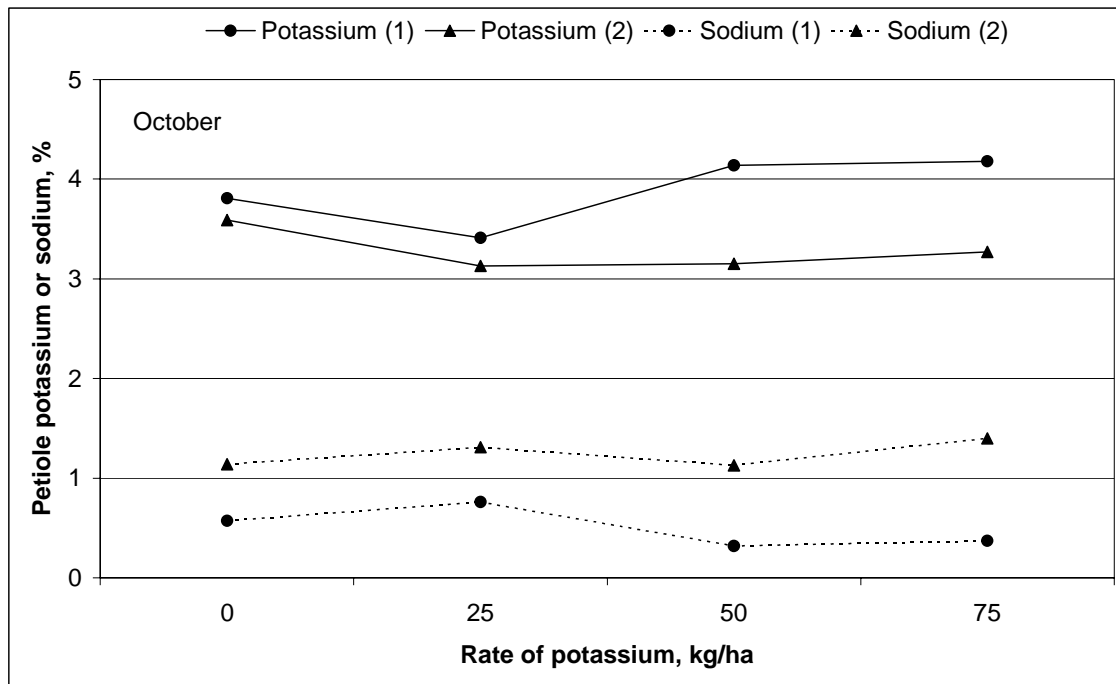 Potassium (1) Potassium (2) Sodium (1) Sodium (2)
October
5
4
3
2
1
0
0 25 50 75
Petiole potassium or sodium, %
Rate of potassium, kg/ha